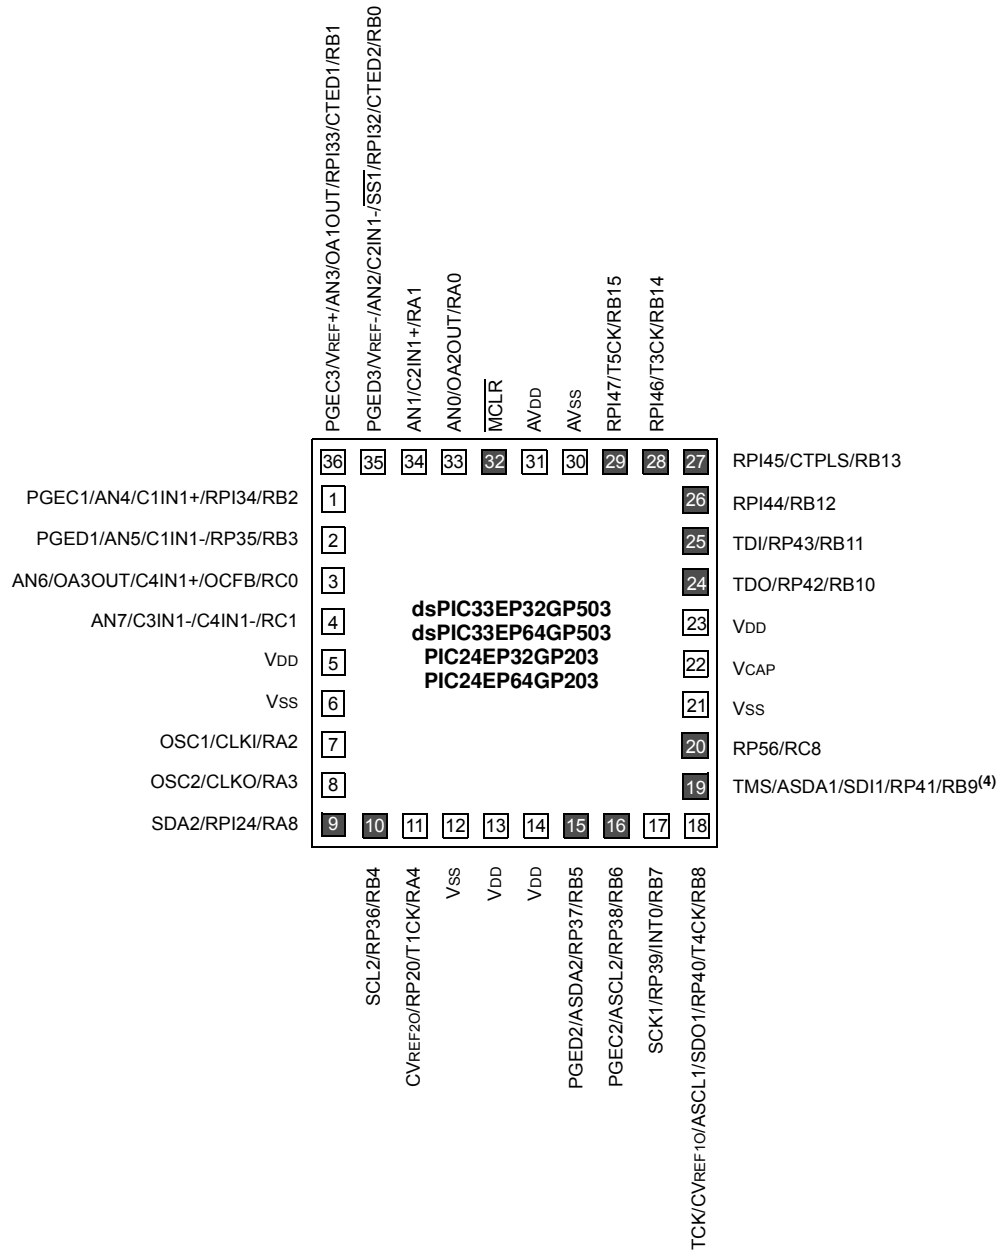 PGEC3/VREF+/AN3/OA1OUT/RPI33/CTED1/RB1
PGED3/VREF-/AN2/C2IN1-/SS1/RPI32/CTED2/RB0
AN1/C2IN1+/RA1
AN0/OA2OUT/RA0
MCLR
AVDD
AVSS
RPI47/T5CK/RB15
RPI46/T3CK/RB14
36 35 34 33 32 31 30 29 28 27 RPI45/CTPLS/RB13
PGEC1/AN4/C1IN1+/RPI34/RB2 1
26 RPI44/RB12
PGED1/AN5/C1IN1-/RP35/RB3 2
25 TDI/RP43/RB11
AN6/OA3OUT/C4IN1+/OCFB/RC0 3
24 TDO/RP42/RB10
AN7/C3IN1-/C4IN1-/RC1 4
23 VDD
VDD 5
22 VCAP
VSS 6
21 VSS
OSC1/CLKI/RA2 7
20 RP56/RC8
OSC2/CLKO/RA3 8
19 TMS/ASDA1/SDI1/RP41/RB9(4)
dsPIC33EP32GP503
dsPIC33EP64GP503
PIC24EP32GP203
PIC24EP64GP203
SDA2/RPI24/RA8 9 10 11 12 13 14 15 16 17 18
SCL2/RP36/RB4
CVREF2O/RP20/T1CK/RA4
VSS
VDD
VDD
PGED2/ASDA2/RP37/RB5
PGEC2/ASCL2/RP38/RB6
SCK1/RP39/INT0/RB7
TCK/CVREF1O/ASCL1/SDO1/RP40/T4CK/RB8